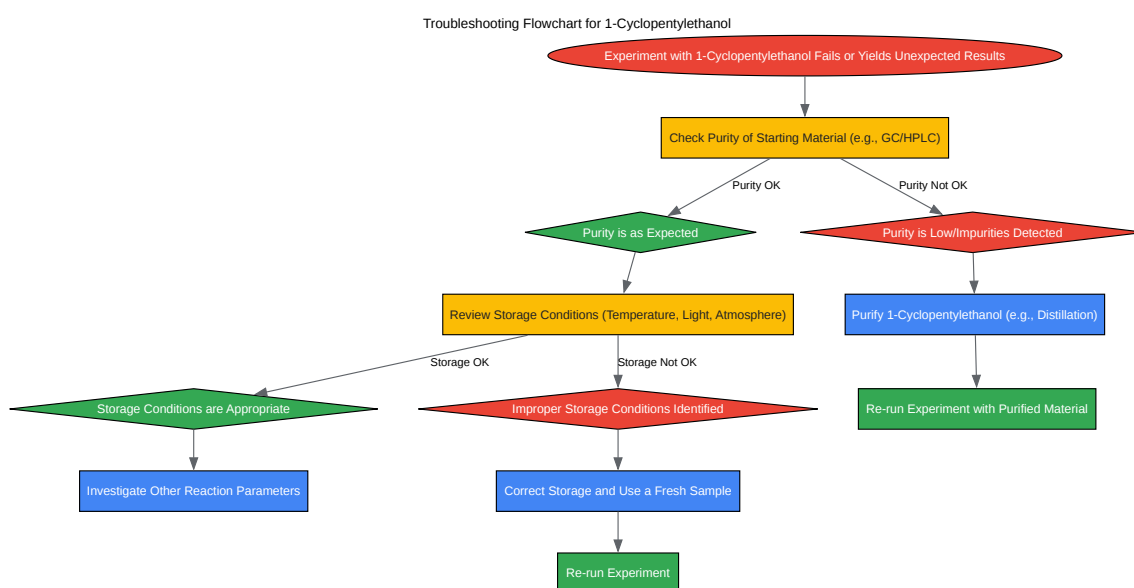 Troubleshooting Flowchart for 1-Cyclopentylethanol
Experiment with 1-Cyclopentylethanol Fails or Yields Unexpected Results
Check Purity of Starting Material (e.g., GC/HPLC)
Purity OK
Purity Not OK
Purity is as Expected
Purity is Low/Impurities Detected
Review Storage Conditions (Temperature, Light, Atmosphere)
Purify 1-Cyclopentylethanol (e.g., Distillation)
Storage OK
Storage Not OK
Storage Conditions are Appropriate
Improper Storage Conditions Identified
Re-run Experiment with Purified Material
Investigate Other Reaction Parameters
Correct Storage and Use a Fresh Sample
Re-run Experiment